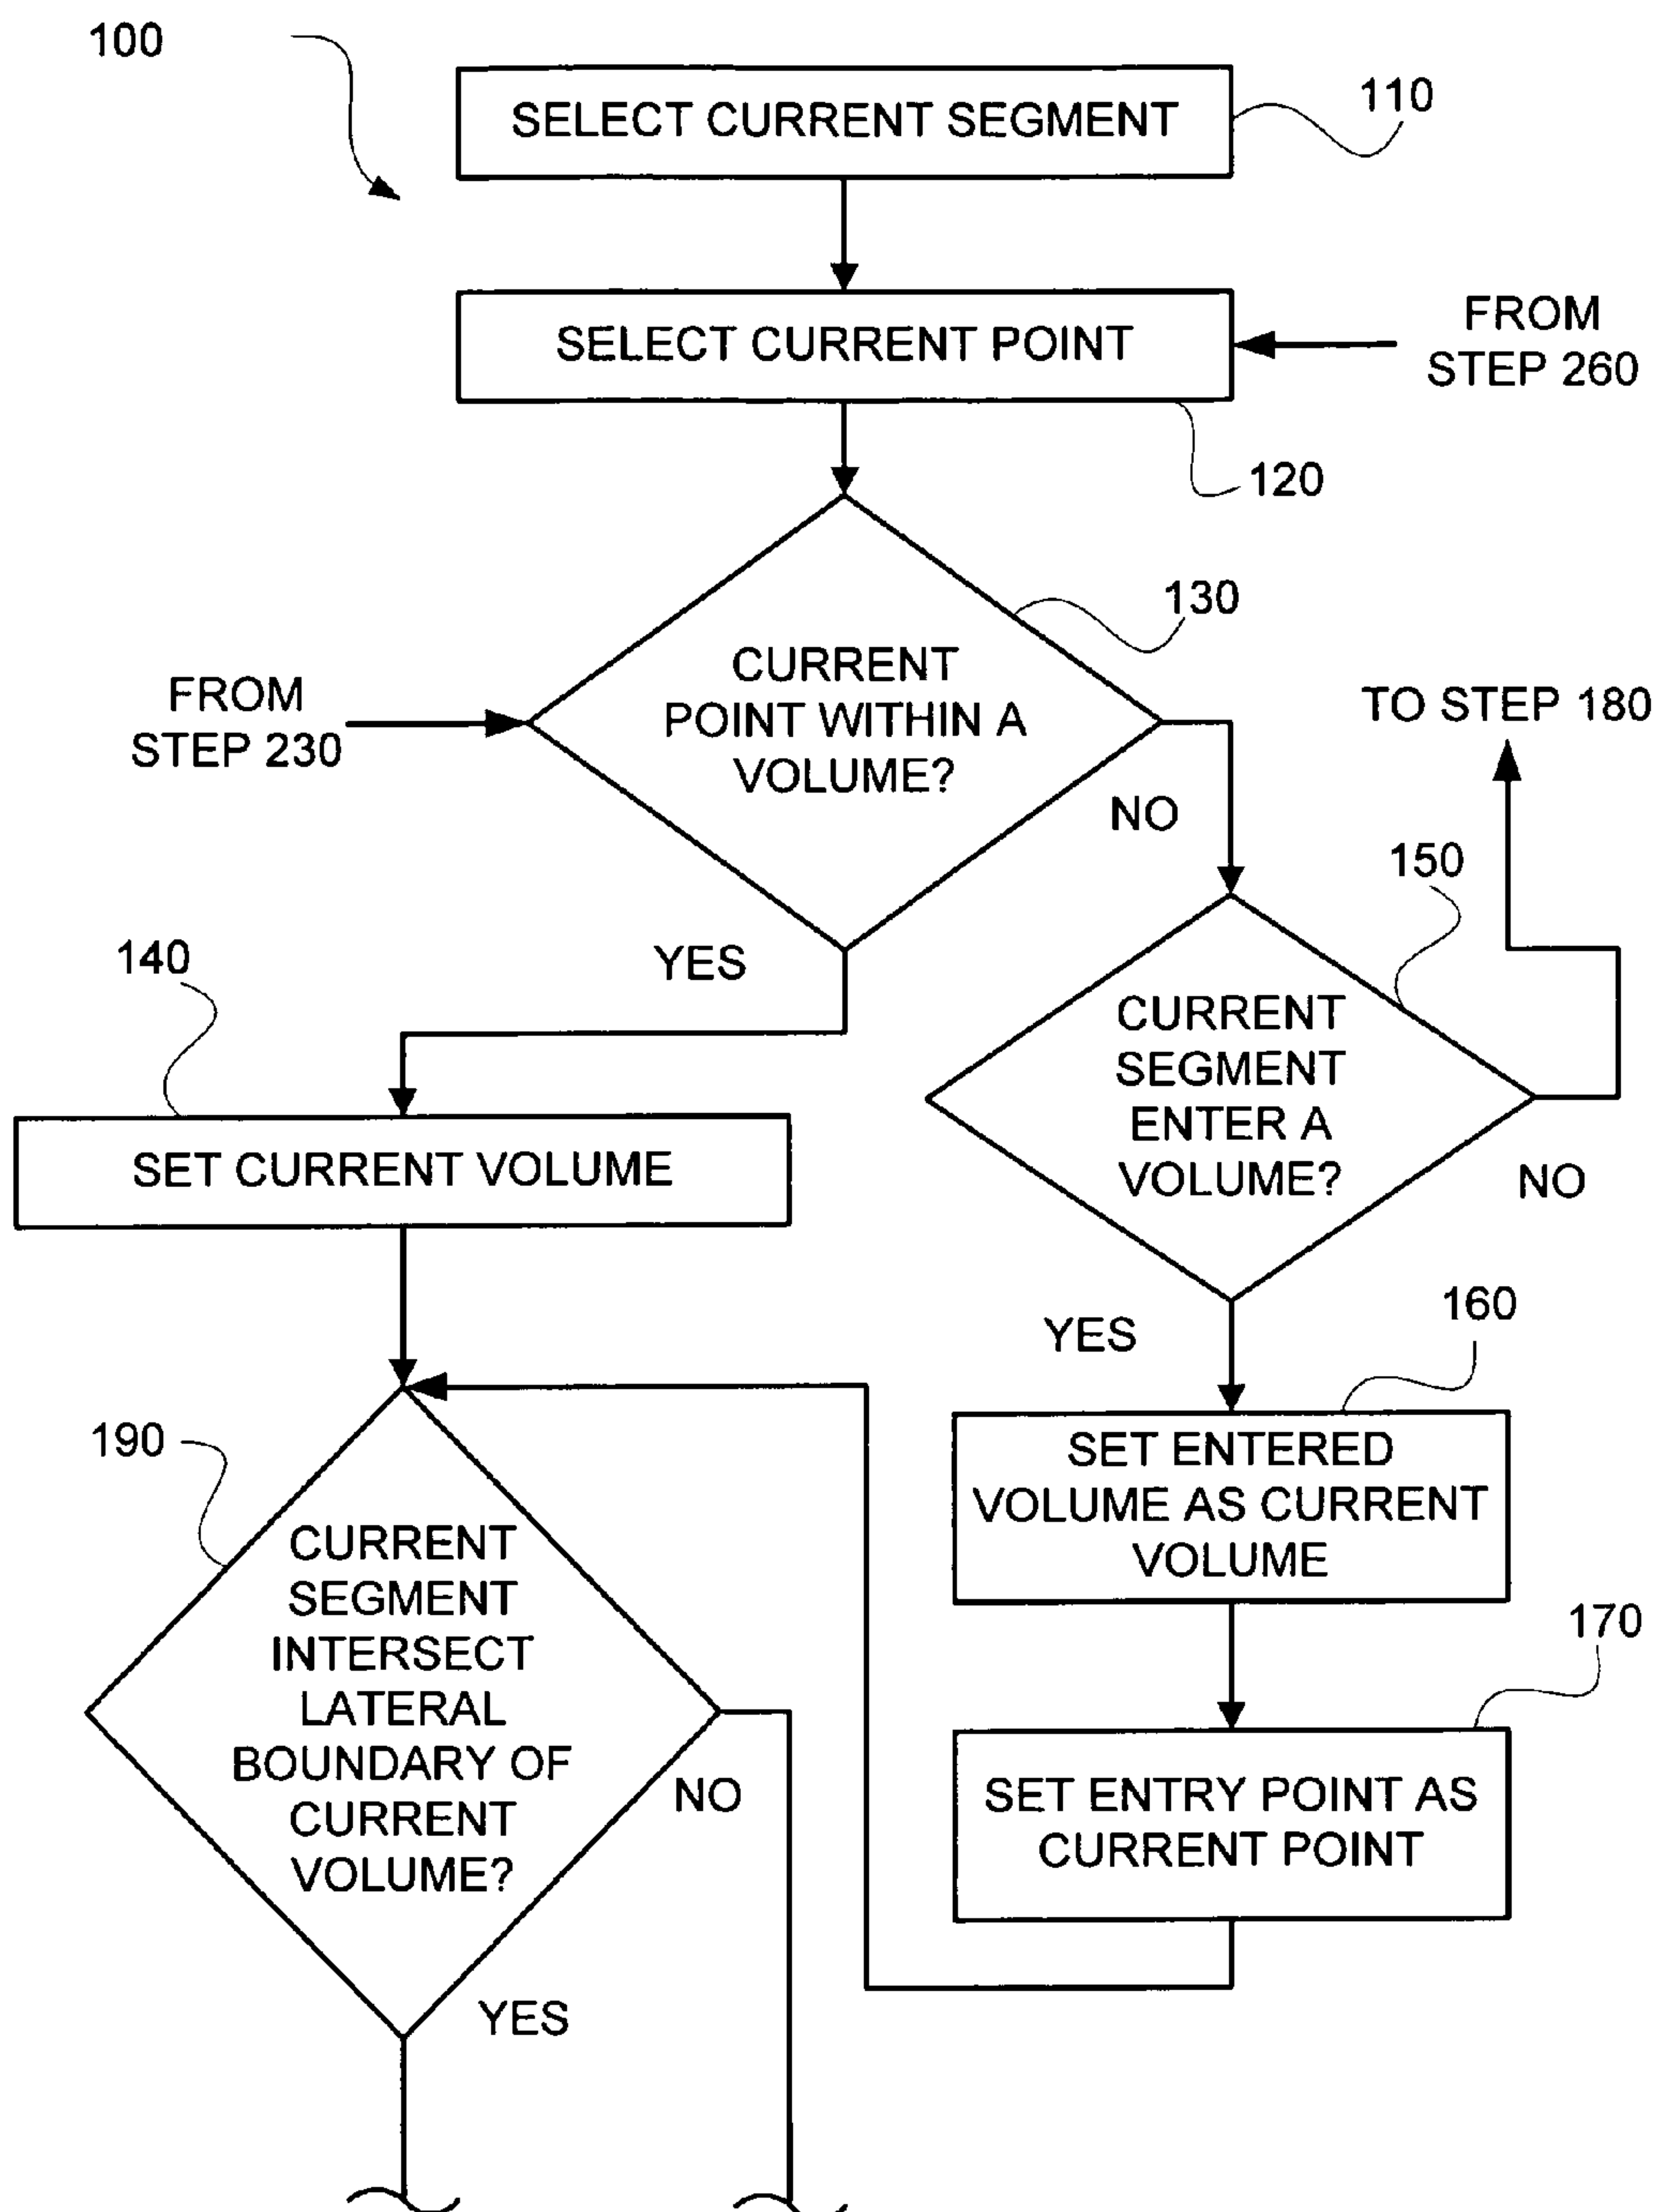 100
SELECT CURRENT SEGMENT
110
SELECT CURRENT POINT
FROM
STEP 260
120
130
CURRENT
POINT WITHIN A
VOLUME?
FROM
STEP 230
TO STEP 180
NO
150
YES
140
CURRENT
SEGMENT
ENTER A
VOLUME?
NO
SET CURRENT VOLUME
YES
160
190
SET ENTERED
VOLUME AS CURRENT
VOLUME
CURRENT
SEGMENT
INTERSECT
LATERAL
BOUNDARY OF
CURRENT
VOLUME?
NO
170
SET ENTRY POINT AS
CURRENT POINT
YES